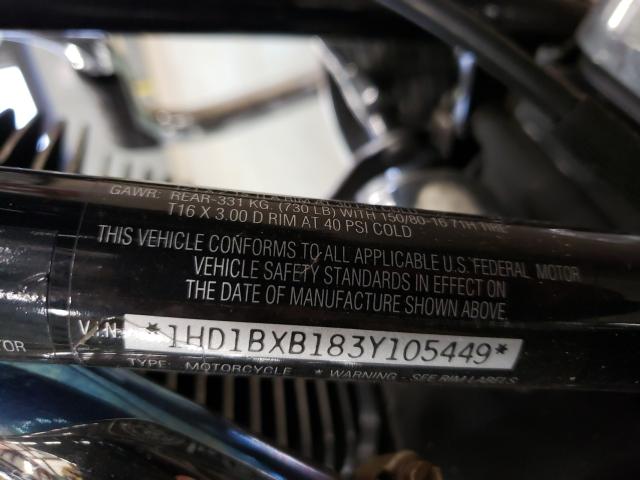 GAWR: REAR-331 KG. (730 LB) WITH 150/80-16 71H TIRE
T16 X 3.00 D RIM AT 40 PSI COLD
THIS VEHICLE CONFORMS TO ALL APPLICABLE U.S. FEDERAL MOTOR
VEHICLE SAFETY STANDARDS IN EFFECT ON
THE DATE OF MANUFACTURE SHOWN ABOVE.
V.I.N. *1HD1BXB183Y105449*
TOR
TYPE: MOTORCYCLE * WARNING - SEE RIM LABELS